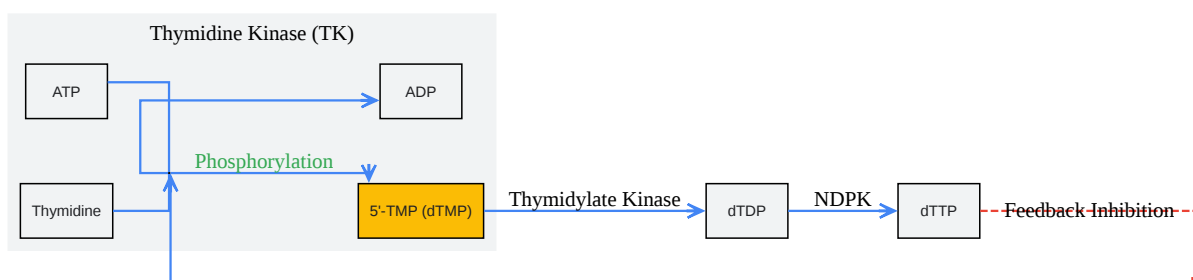 Thymidine Kinase (TK)
ATP
ADP
Phosphorylation
Thymidine
5'-TMP (dTMP)
Thymidylate Kinase
dTDP
NDPK
dTTP
Feedback Inhibition